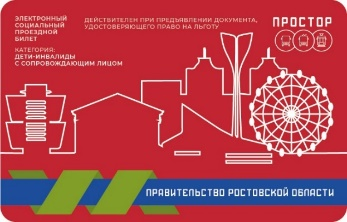 ЭЛЕКТРОННЫЙ
СОЦИАЛЬНЫЙ
ПРОЕЗДНОЙ
БИЛЕТ
КАТЕГОРИЯ:
ДЕТИ-ИНВАЛИДЫ
С СОПРОВОЖДАЮЩИМ ЛИЦОМ
ДЕЙСТВИТЕЛЕН ПРИ ПРЕДЪЯВЛЕНИИ ДОКУМЕНТА,
УДОСТОВЕРЯЮЩЕГО ПРАВО НА ЛЬГОТУ
ПРОСТОР
ПРАВИТЕЛЬСТВО РОСТОВСКОЙ ОБЛАСТИ